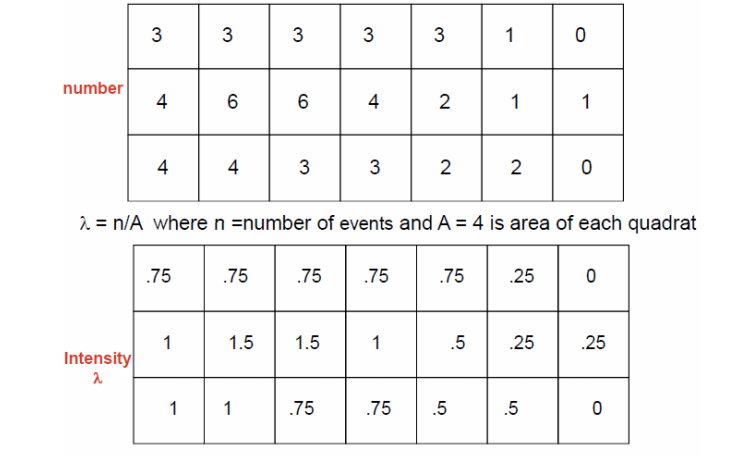 3 3 3 3 3 1 0
number
4 6 6 4 2 1 1
4 4 3 3 2 2 0
λ = n/A where n =number of events and A = 4 is area of each quadrat
.75 .75 .75 .75 .75 .25 0
1 1.5 1.5 1 .5 .25 .25
Intensity
λ
1 1 .75 .75 .5 .5 0